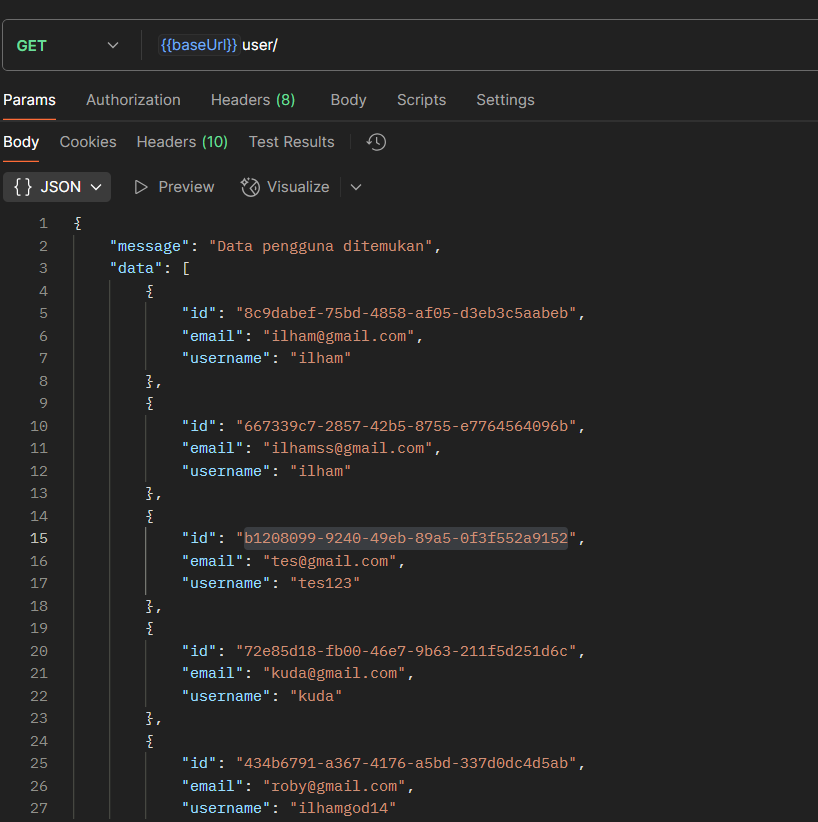 GET {{baseUrl}} user/
Params Authorization Headers (8) Body Scripts Settings
Body Cookies Headers (10) Test Results
{} JSON Preview Visualize
1 {
2 "message": "Data pengguna ditemukan",
3 "data": [
4 {
5 "id": "8c9dabef-75bd-4858-af05-d3eb3c5aabeb",
6 "email": "ilham@gmail.com",
7 "username": "ilham"
8 },
9 {
10 "id": "667339c7-2857-42b5-8755-e7764564096b",
11 "email": "ilhamss@gmail.com",
12 "username": "ilham"
13 },
14 {
15 "id": "b1208099-9240-49eb-89a5-0f3f552a9152",
16 "email": "tes@gmail.com",
17 "username": "tes123"
18 },
19 {
20 "id": "72e85d18-fb00-46e7-9b63-211f5d251d6c",
21 "email": "kuda@gmail.com",
22 "username": "kuda"
23 },
24 {
25 "id": "434b6791-a367-4176-a5bd-337d0dc4d5ab",
26 "email": "roby@gmail.com",
27 "username": "ilhamgod14"